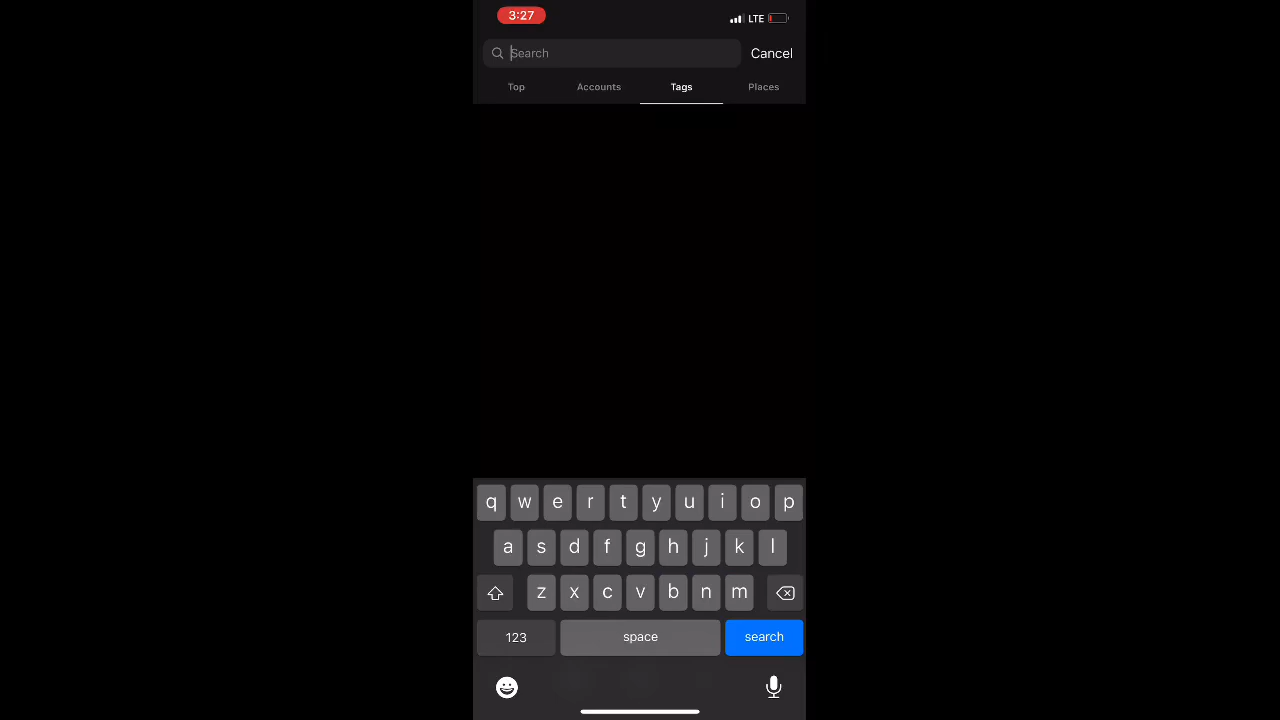 3:27 LTE
Search Cancel
Top Accounts Tags Places
q w e r t y u i o p
a s d f g h j k l
z x c v b n m
123 space search